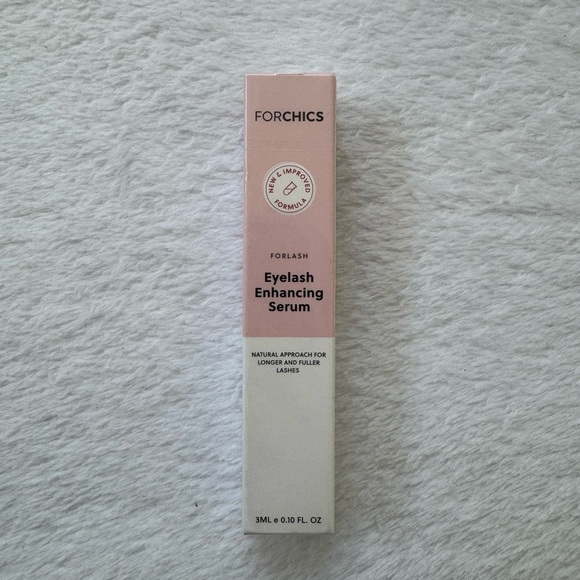 FORCHICS
NEW & IMPROVED
FORMULA
FORLASH
Eyelash
Enhancing
Serum
NATURAL APPROACH FOR
LONGER AND FULLER
LASHES
3ML e 0.10 FL. OZ